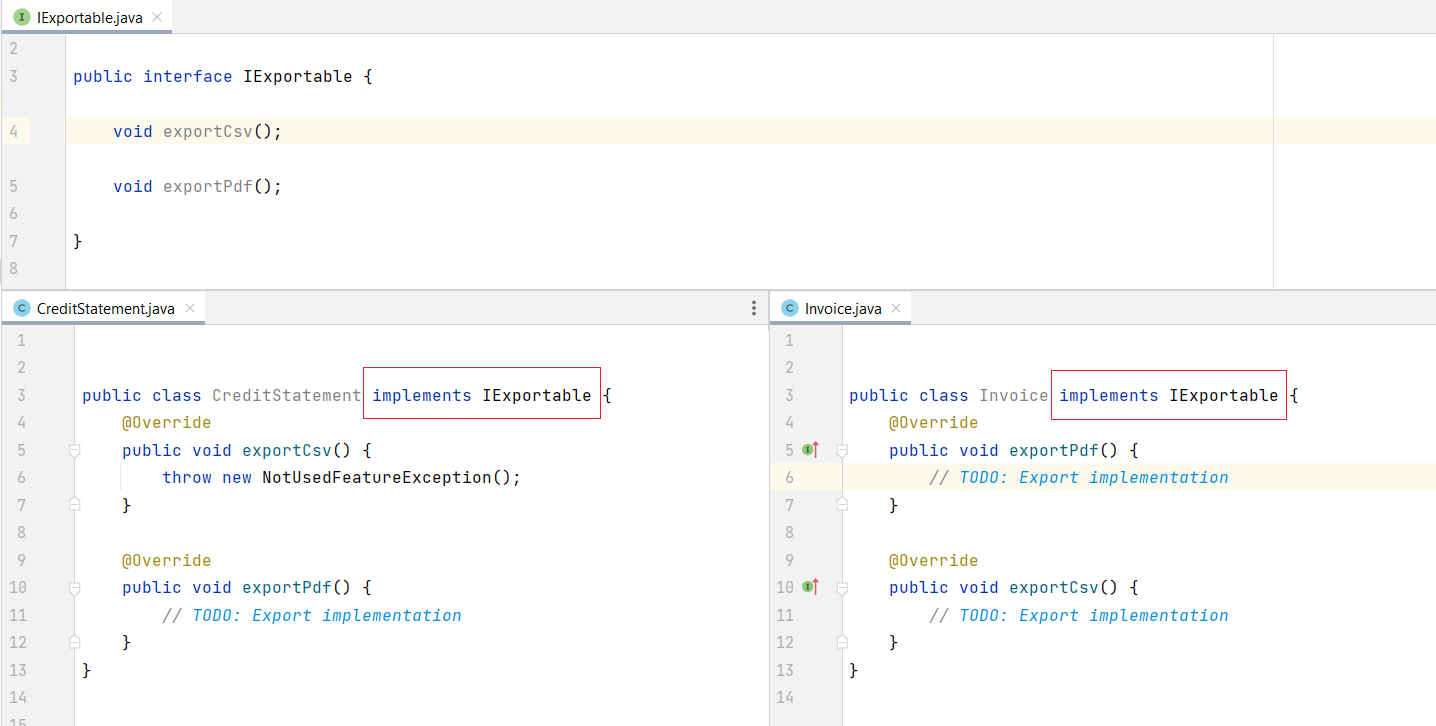 I IExportable.java ×
2
3 public interface IExportable {
4 void exportCsv();
5 void exportPdf();
6
7 }
8
C CreditStatement.java ×
1
2
3 public class CreditStatement implements IExportable {
4 @Override
5 public void exportCsv() {
6 throw new NotUsedFeatureException();
7 }
8
9 @Override
10 public void exportPdf() {
11 // TODO: Export implementation
12 }
13 }
14
15
C Invoice.java ×
1
2
3 public class Invoice implements IExportable {
4 @Override
5 I public void exportPdf() {
6 // TODO: Export implementation
7 }
8
9 @Override
10 I public void exportCsv() {
11 // TODO: Export implementation
12 }
13 }
14